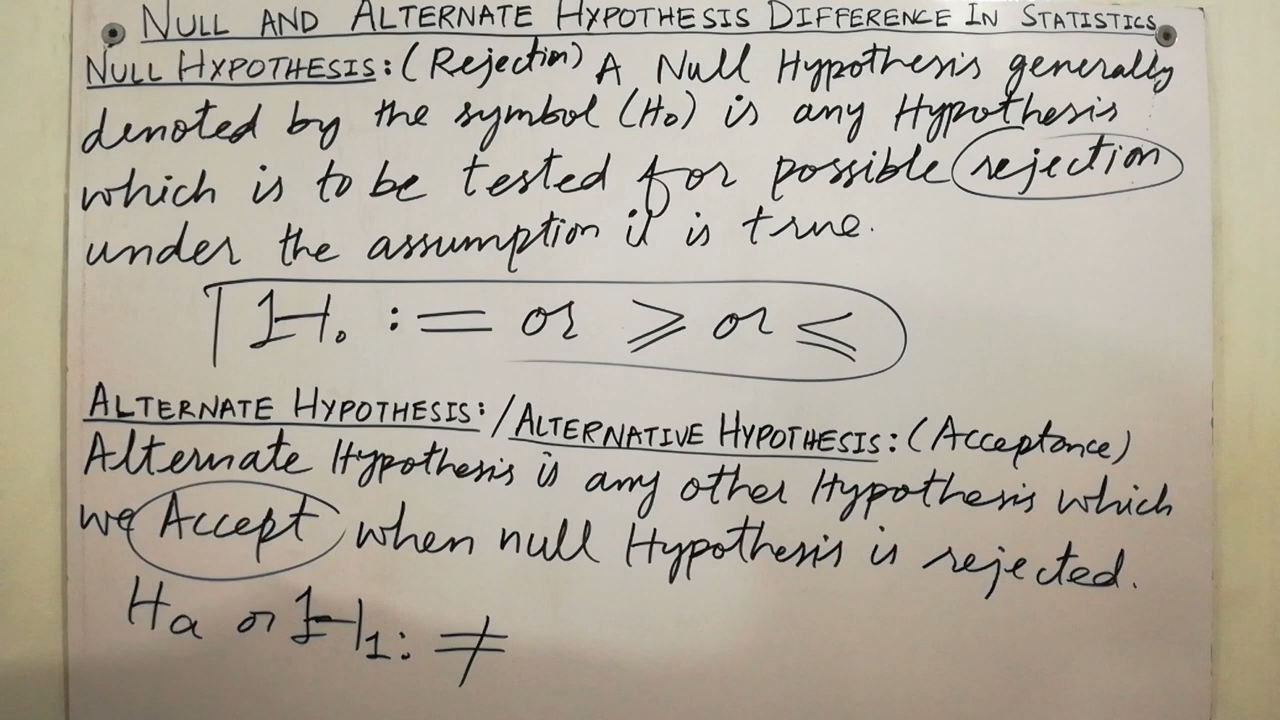 NULL AND ALTERNATE HYPOTHESIS DIFFERENCE IN STATISTICS
NULL HYPOTHESIS: (Rejection) A Null Hypothesis generally
denoted by the symbol (H₀) is any Hypothesis
which is to be tested for possible rejection
under the assumption it is true.
H₀ : = or ⩾ or ⩽
ALTERNATE HYPOTHESIS: / ALTERNATIVE HYPOTHESIS: (Acceptance)
Alternate Hypothesis is any other Hypothesis which
we Accept when null Hypothesis is rejected.
Ha or H₁: ≠